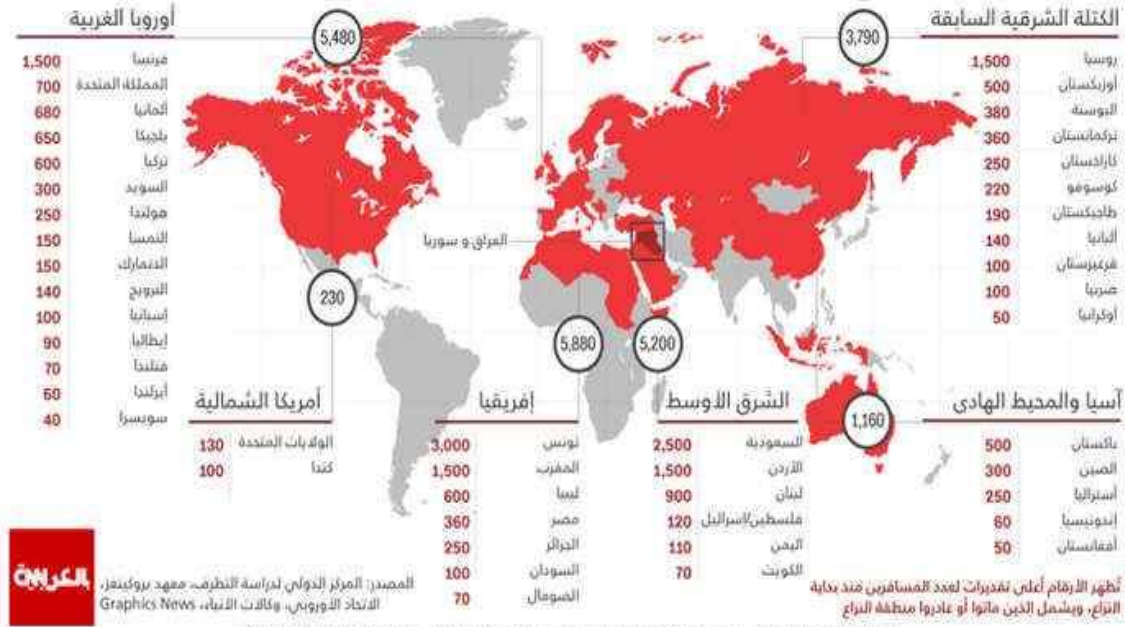 الكتلة الشرقية السابقة
3,790
روسيا 1,500
أوزبكستان 500
البوسنة 380
تركمانستان 360
كازاخستان 250
كوسوفو 220
طاجيكستان 190
ألبانيا 140
قرغيزستان 100
صربيا 100
أوكرانيا 50
أوروبا الغربية
5,480
فرنسا 1,500
المملكة المتحدة 700
ألمانيا 680
بلجيكا 650
تركيا 600
السويد 300
هولندا 250
النمسا 150
الدنمارك 150
النرويج 140
إسبانيا 100
إيطاليا 90
فنلندا 70
أيرلندا 60
سويسرا 40
العراق و سوريا
آسيا والمحيط الهادي
1,160
باكستان 500
الصين 300
أستراليا 250
إندونيسيا 60
أفغانستان 50
الشرق الأوسط
5,200
السعودية 2,500
الأردن 1,500
لبنان 900
فلسطين/إسرائيل 120
اليمن 110
الكويت 70
إفريقيا
5,880
تونس 3,000
المغرب 1,500
ليبيا 600
مصر 360
الجزائر 250
السودان 100
الصومال 70
أمريكا الشمالية
230
الولايات المتحدة 130
كندا 100
تُظهر الأرقام أعلى تقديرات لعدد المسافرين منذ بداية
النزاع، ويشمل الذين ماتوا أو غادروا منطقة النزاع
المصدر: المركز الدولي لدراسة التطرف، معهد بروكينغز،
الاتحاد الأوروبي، وكالات الأنباء، Graphics News
العربية